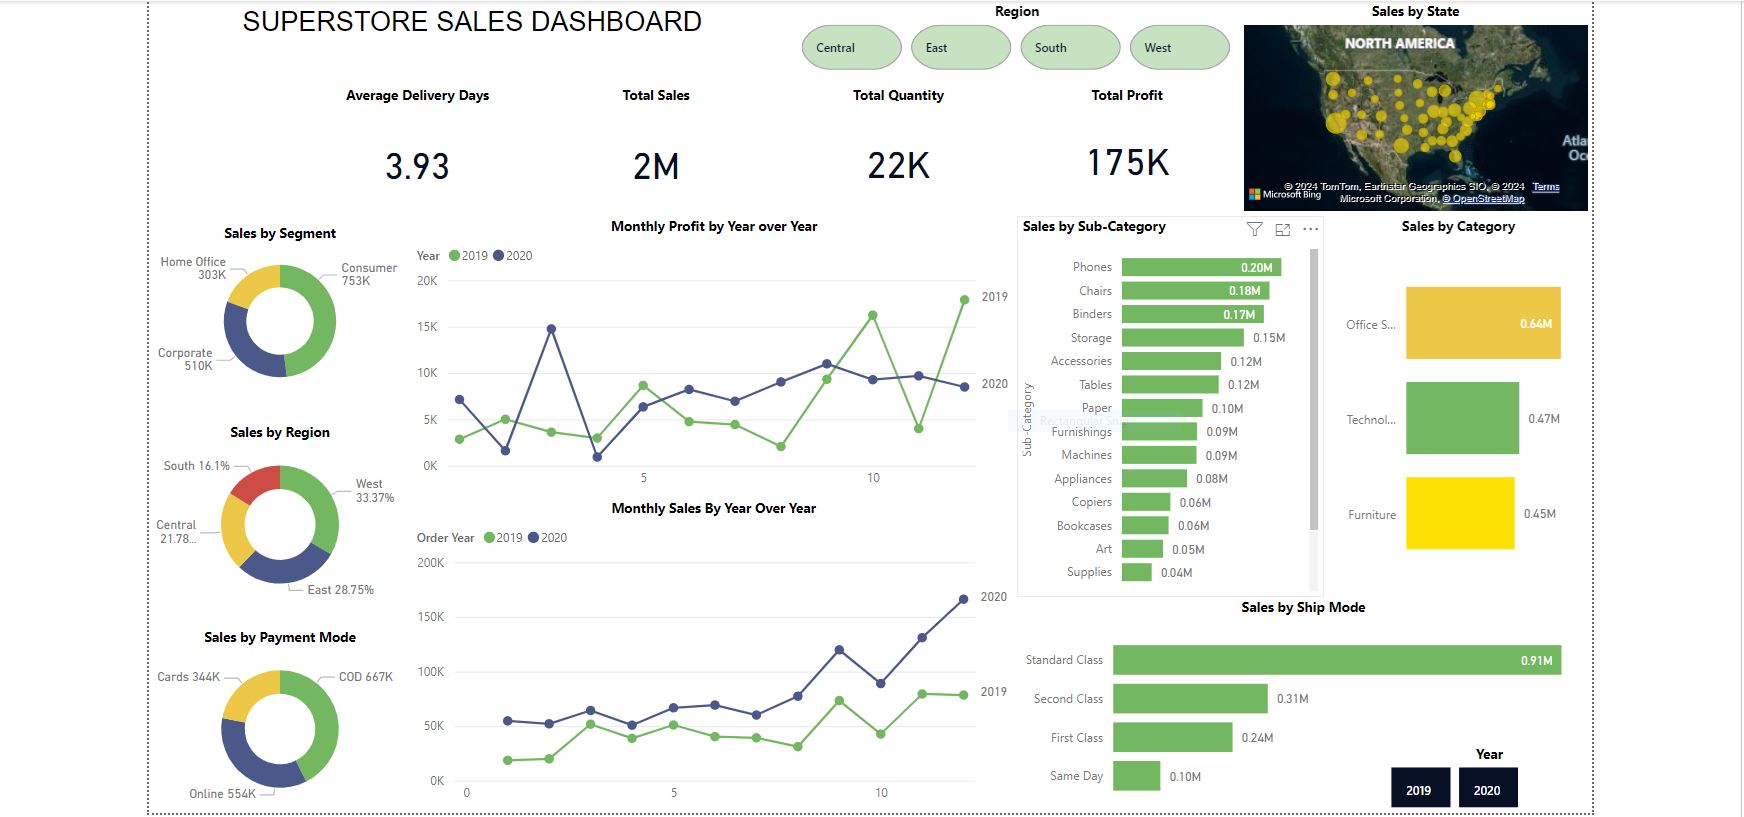 SUPERSTORE SALES DASHBOARD
Region
Central
East
South
West
Sales by State
NORTH AMERICA
© 2024 TomTom, Earthstar Geographics SIO, © 2024 Terms
Microsoft Bing
Microsoft Corporation, © OpenStreetMap
Average Delivery Days
3.93
Total Sales
2M
Total Quantity
22K
Total Profit
175K
Sales by Segment
Home Office
303K
Consumer
753K
Corporate
510K
Sales by Region
South 16.1%
West
33.37%
Central
21.78...
East 28.75%
Sales by Payment Mode
Cards 344K
COD 667K
Online 554K
Monthly Profit by Year over Year
Year 2019 2020
20K
15K
10K
5K
0K
2019
2020
5
10
Monthly Sales By Year Over Year
Order Year 2019 2020
200K
150K
100K
50K
0K
2020
2019
0
5
10
Sales by Sub-Category
Sub-Category
Phones 0.20M
Chairs 0.18M
Binders 0.17M
Storage 0.15M
Accessories 0.12M
Tables 0.12M
Paper 0.10M
Furnishings 0.09M
Machines 0.09M
Appliances 0.08M
Copiers 0.06M
Bookcases 0.06M
Art 0.05M
Supplies 0.04M
Sales by Category
Office S... 0.64M
Technol... 0.47M
Furniture 0.45M
Sales by Ship Mode
Standard Class 0.91M
Second Class 0.31M
First Class 0.24M
Same Day 0.10M
Year
2019
2020